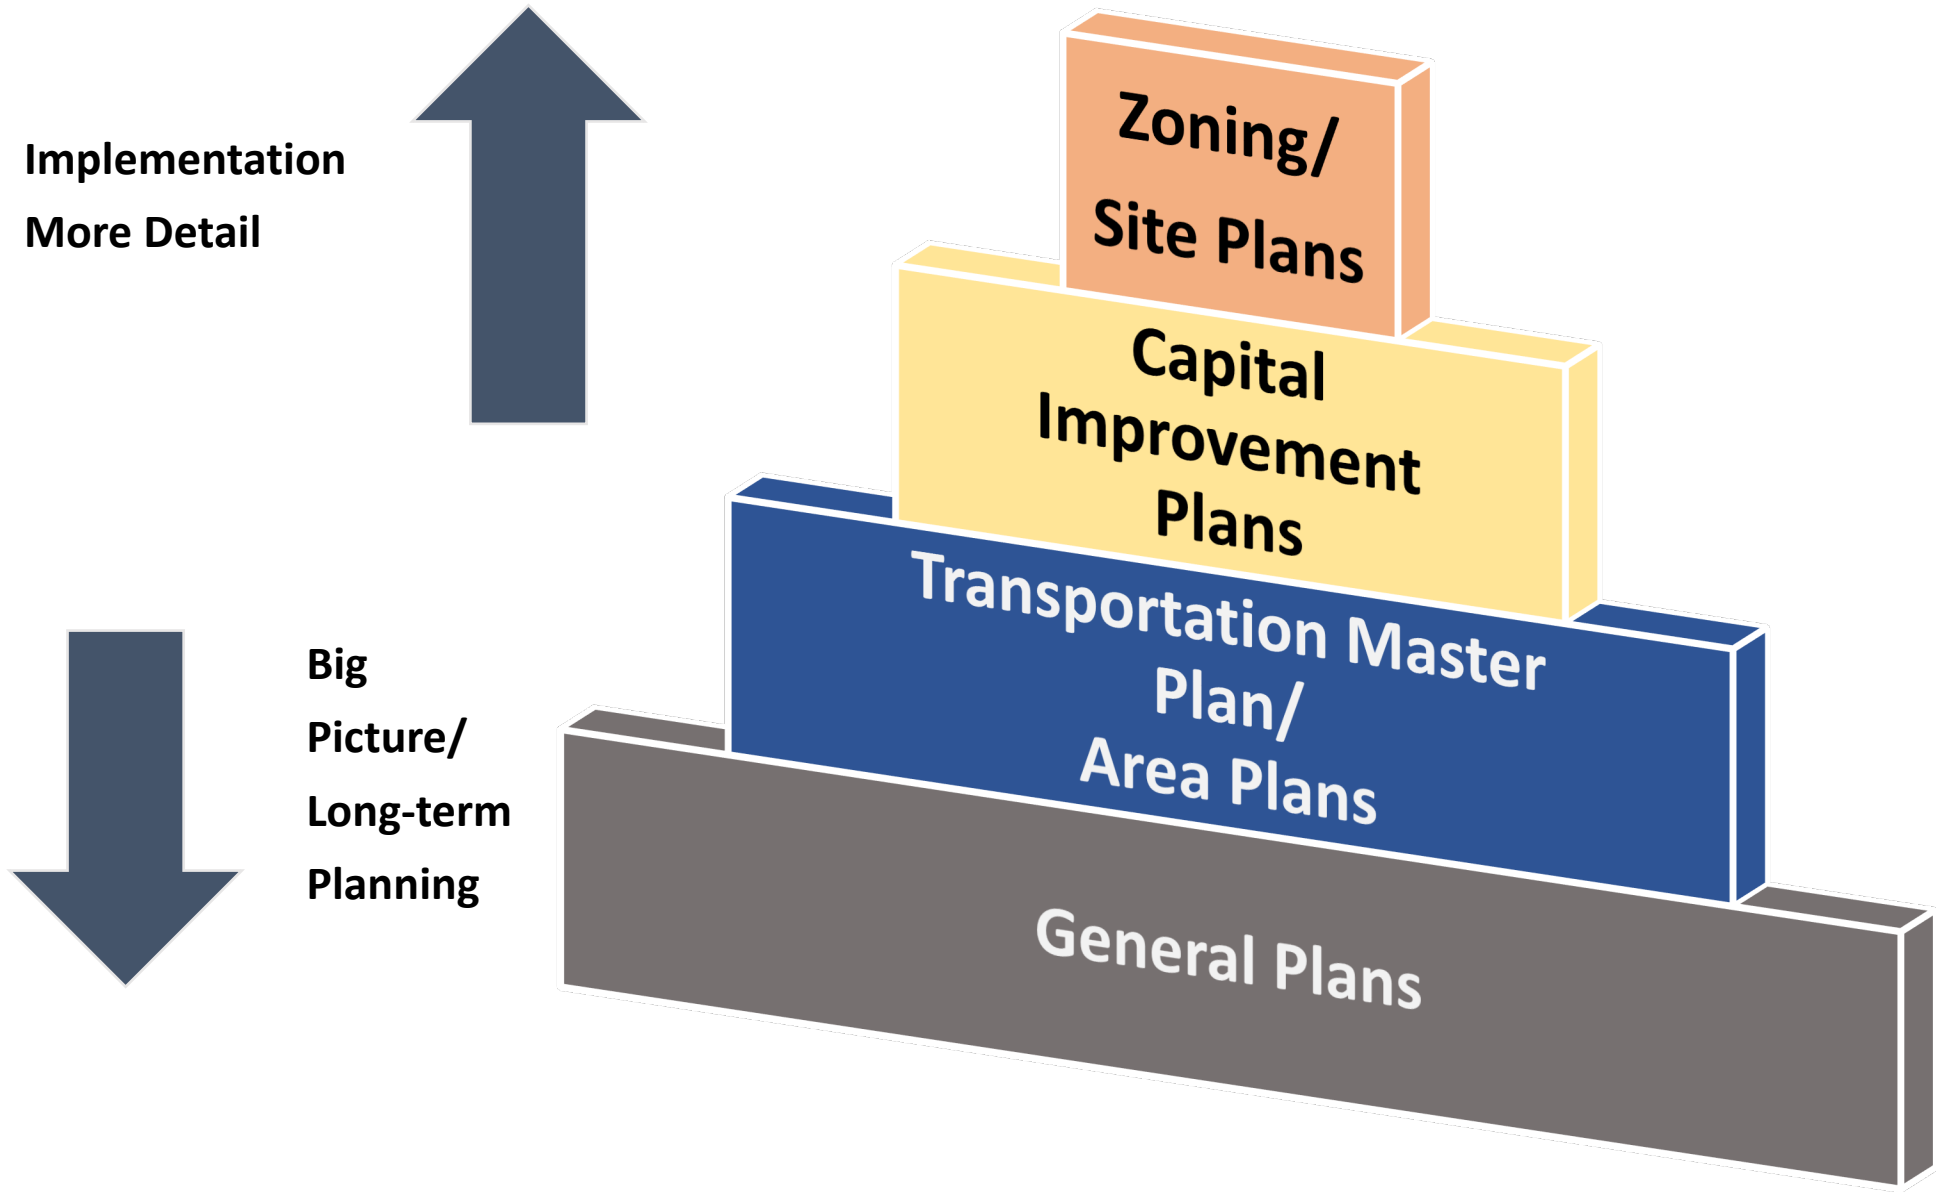 Implementation
More Detail
Zoning/
Site Plans
Capital
Improvement
Plans
Transportation Master
Plan/
Area Plans
Big
Picture/
Long-term
Planning
General Plans